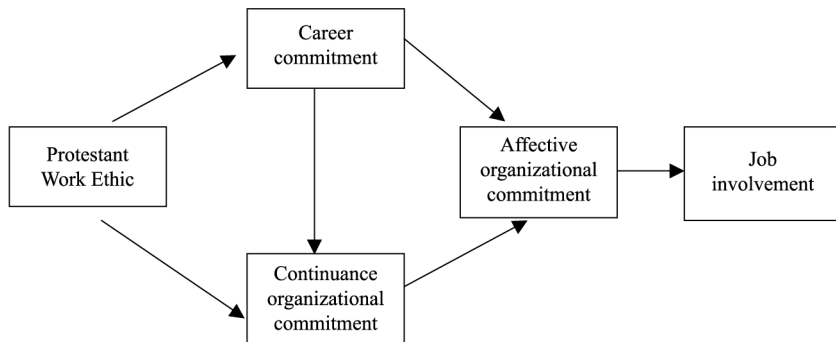 Career
commitment
Protestant
Work Ethic
Affective
organizational
commitment
Job
involvement
Continuance
organizational
commitment